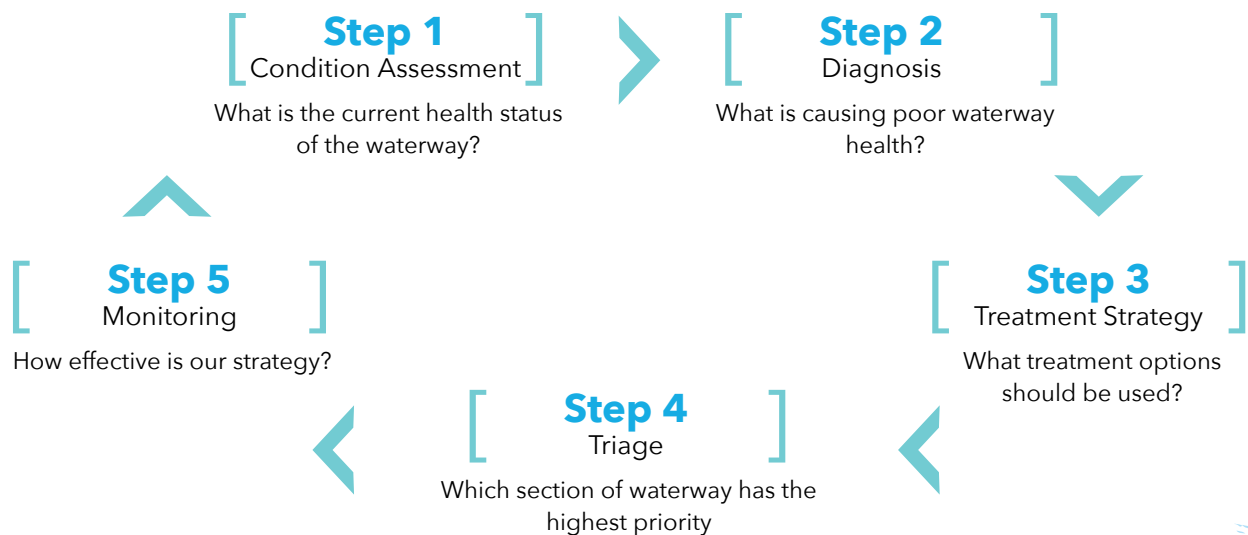 Step 1
Condition Assessment
What is the current health status
of the waterway?
Step 2
Diagnosis
What is causing poor waterway
health?
Step 3
Treatment Strategy
What treatment options
should be used?
Step 4
Triage
Which section of waterway has the
highest priority
Step 5
Monitoring
How effective is our strategy?